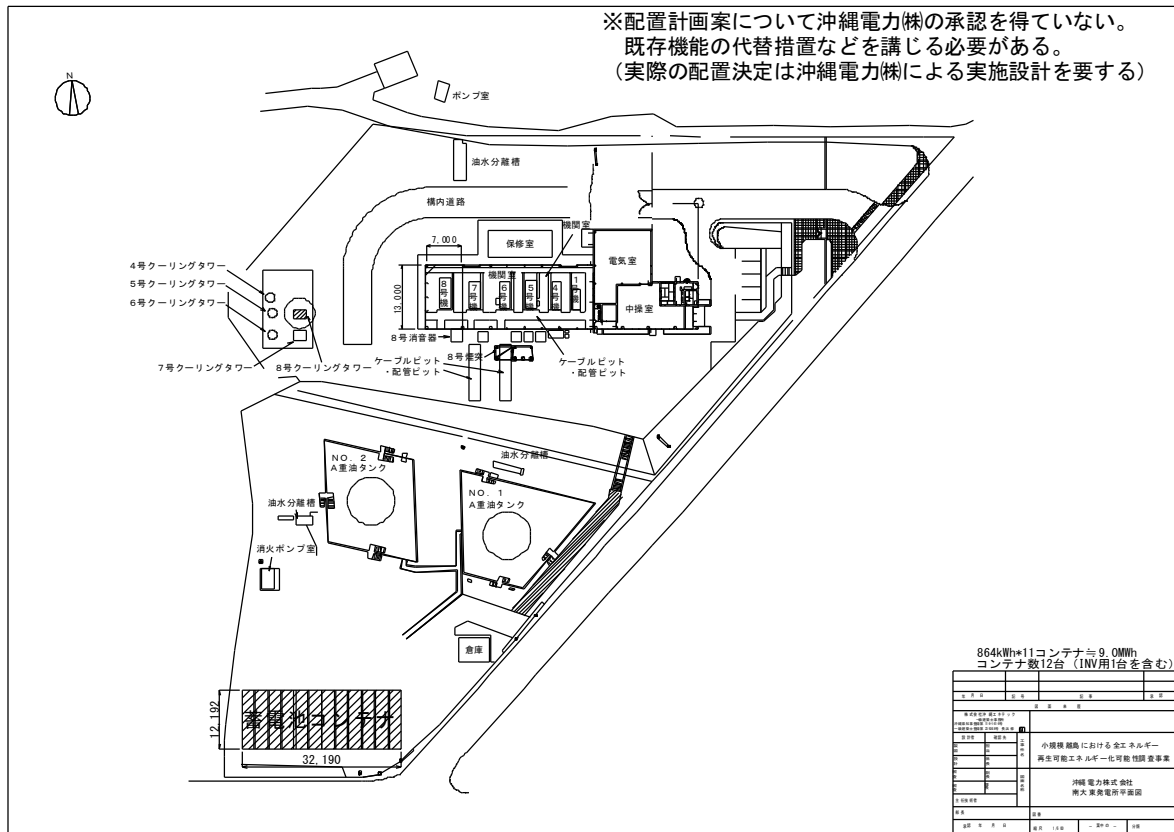 ※配置計画案について沖縄電力㈱の承認を得ていない。
既存機能の代替措置などを講じる必要がある。
（実際の配置決定は沖縄電力㈱による実施設計を要する）
N
ポンプ室
油水分離槽
構内道路
機関室
保修室
7,000
電気室
4号クーリングタワー
5号クーリングタワー
6号クーリングタワー
機関室
13,000
8号機
7号機
6号機
5号機
4号機
1号機
中操室
8号消音器
8号煙突
7号クーリングタワー
8号クーリングタワー
ケーブルピット
・配管ピット
ケーブルピット
・配管ピット
NO. 2
A重油タンク
油水分離槽
NO. 1
A重油タンク
油水分離槽
消火ポンプ室
倉庫
蓄電池コンテナ
12,192
32,190
864kWh*11コンテナ≒9.0MWh
コンテナ数12台（INV用1台を含む）
小規模離島における全エネルギー
再生可能エネルギー化可能性調査事業
沖縄電力株式会社
南大東発電所平面図